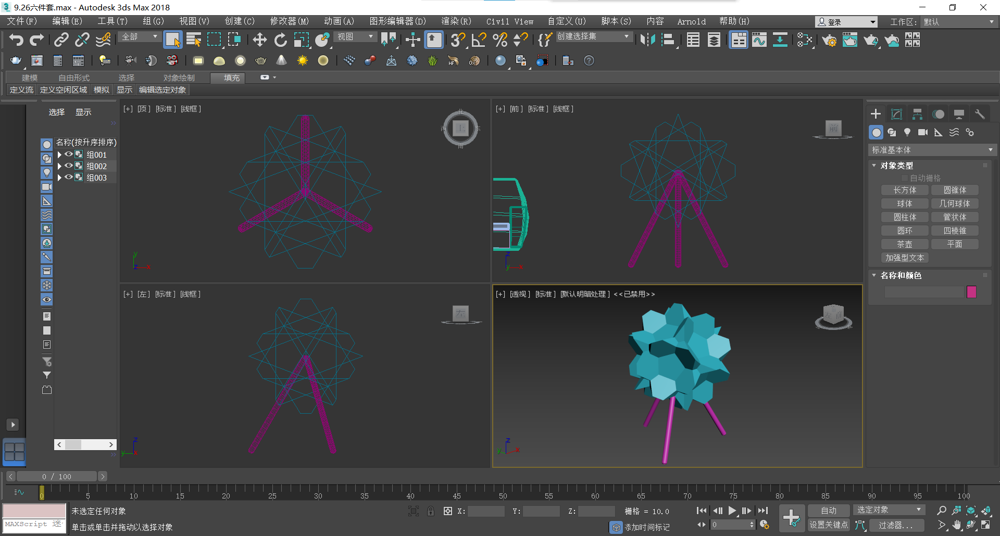 9.26六件套.max - Autodesk 3ds Max 2018
文件(F) 编辑(E) 工具(T) 组(G) 视图(V) 创建(C) 修改器(M) 动画(A) 图形编辑器(D) 渲染(R) Civil View 自定义(U) 脚本(S) 内容 Arnold 帮助(H) 登录 工作区: 默认
全部 视图 创建选择集
建模 自由形式 选择 对象绘制 填充
定义流 定义空闲区域 模拟 显示 编辑选定对象
选择 显示
名称(按升序排序)
组001
组002
组003
[+] [顶] [标准] [线框]
北
西 上 东
南
[+] [前] [标准] [线框]
前
[+] [左] [标准] [线框]
左
[+] [透视] [标准] [默认明暗处理] <<已禁用>>
标准基本体
对象类型
自动栅格
长方体 圆锥体
球体 几何球体
圆柱体 管状体
圆环 四棱锥
茶壶 平面
加强型文本
名称和颜色
0 / 100
0 5 10 15 20 25 30 35 40 45 50 55 60 65 70 75 80 85 90 95 100
未选定任何对象 X: Y: Z: 栅格 = 10.0 自动 选定对象
MAXScript 迷 单击或单击并拖动以选择对象 添加时间标记 0 设置关键点 过滤器...